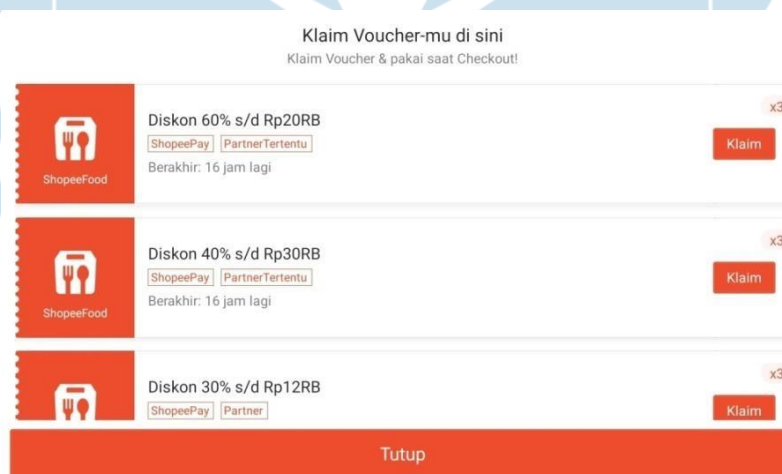 Klaim Voucher-mu di sini
Klaim Voucher & pakai saat Checkout!
x3
Diskon 60% s/d Rp20RB
ShopeePay PartnerTertentu
Klaim
Berakhir: 16 jam lagi
ShopeeFood
x3
Diskon 40% s/d Rp30RB
ShopeePay PartnerTertentu
Klaim
Berakhir: 16 jam lagi
ShopeeFood
x3
Diskon 30% s/d Rp12RB
ShopeePay Partner
Klaim
Tutup